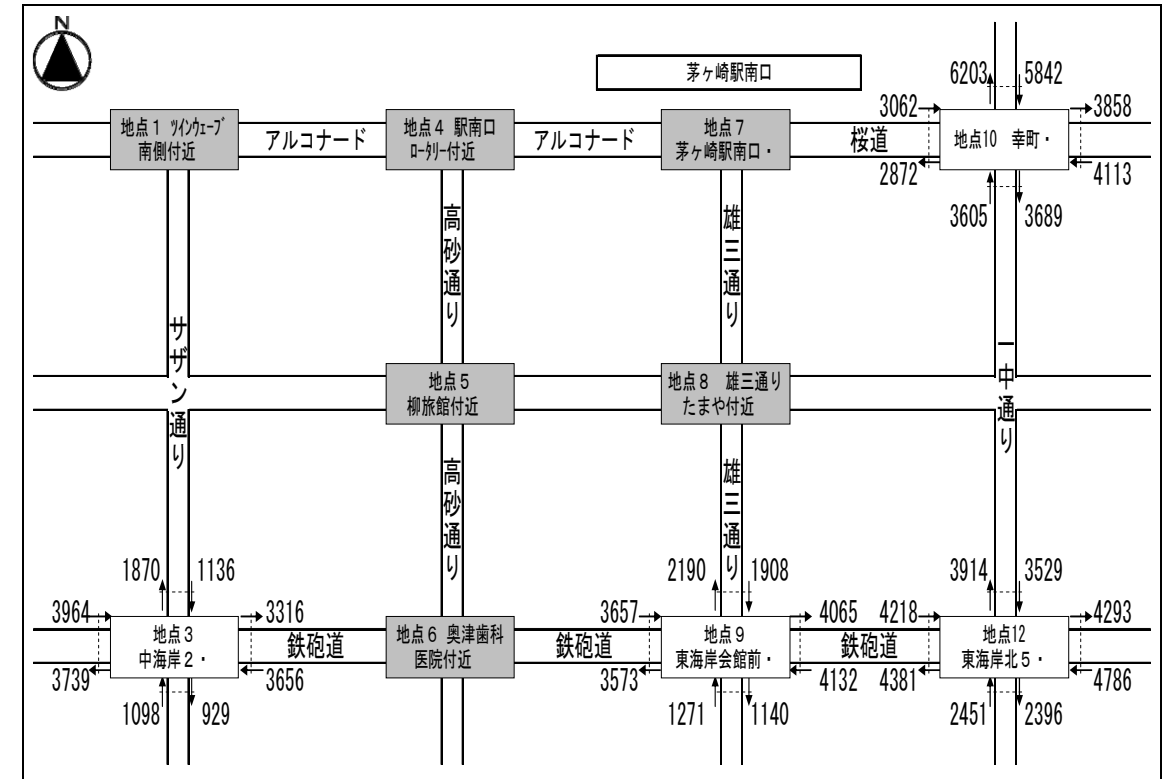 N
茅ヶ崎駅南口
6203
5842
3062
3858
地点1 ﾂｲﾝｳｪｰﾌﾞ
南側付近
アルコナード
地点4 駅南口
ﾛｰﾀﾘｰ付近
アルコナード
地点7
茅ヶ崎駅南口・
桜道
地点10 幸町・
2872
4113
3605
3689
高砂通り
雄三通り
サザン通り
一中通り
地点5
柳旅館付近
地点8 雄三通り
たまや付近
高砂通り
雄三通り
1870
1136
2190
1908
3914
3529
3964
3316
3657
4065
4218
4293
地点3
中海岸2・
鉄砲道
地点6 奥津歯科
医院付近
鉄砲道
地点9
東海岸会館前・
鉄砲道
地点12
東海岸北5・
3739
3656
3573
4132
4381
4786
1098
929
1271
1140
2451
2396